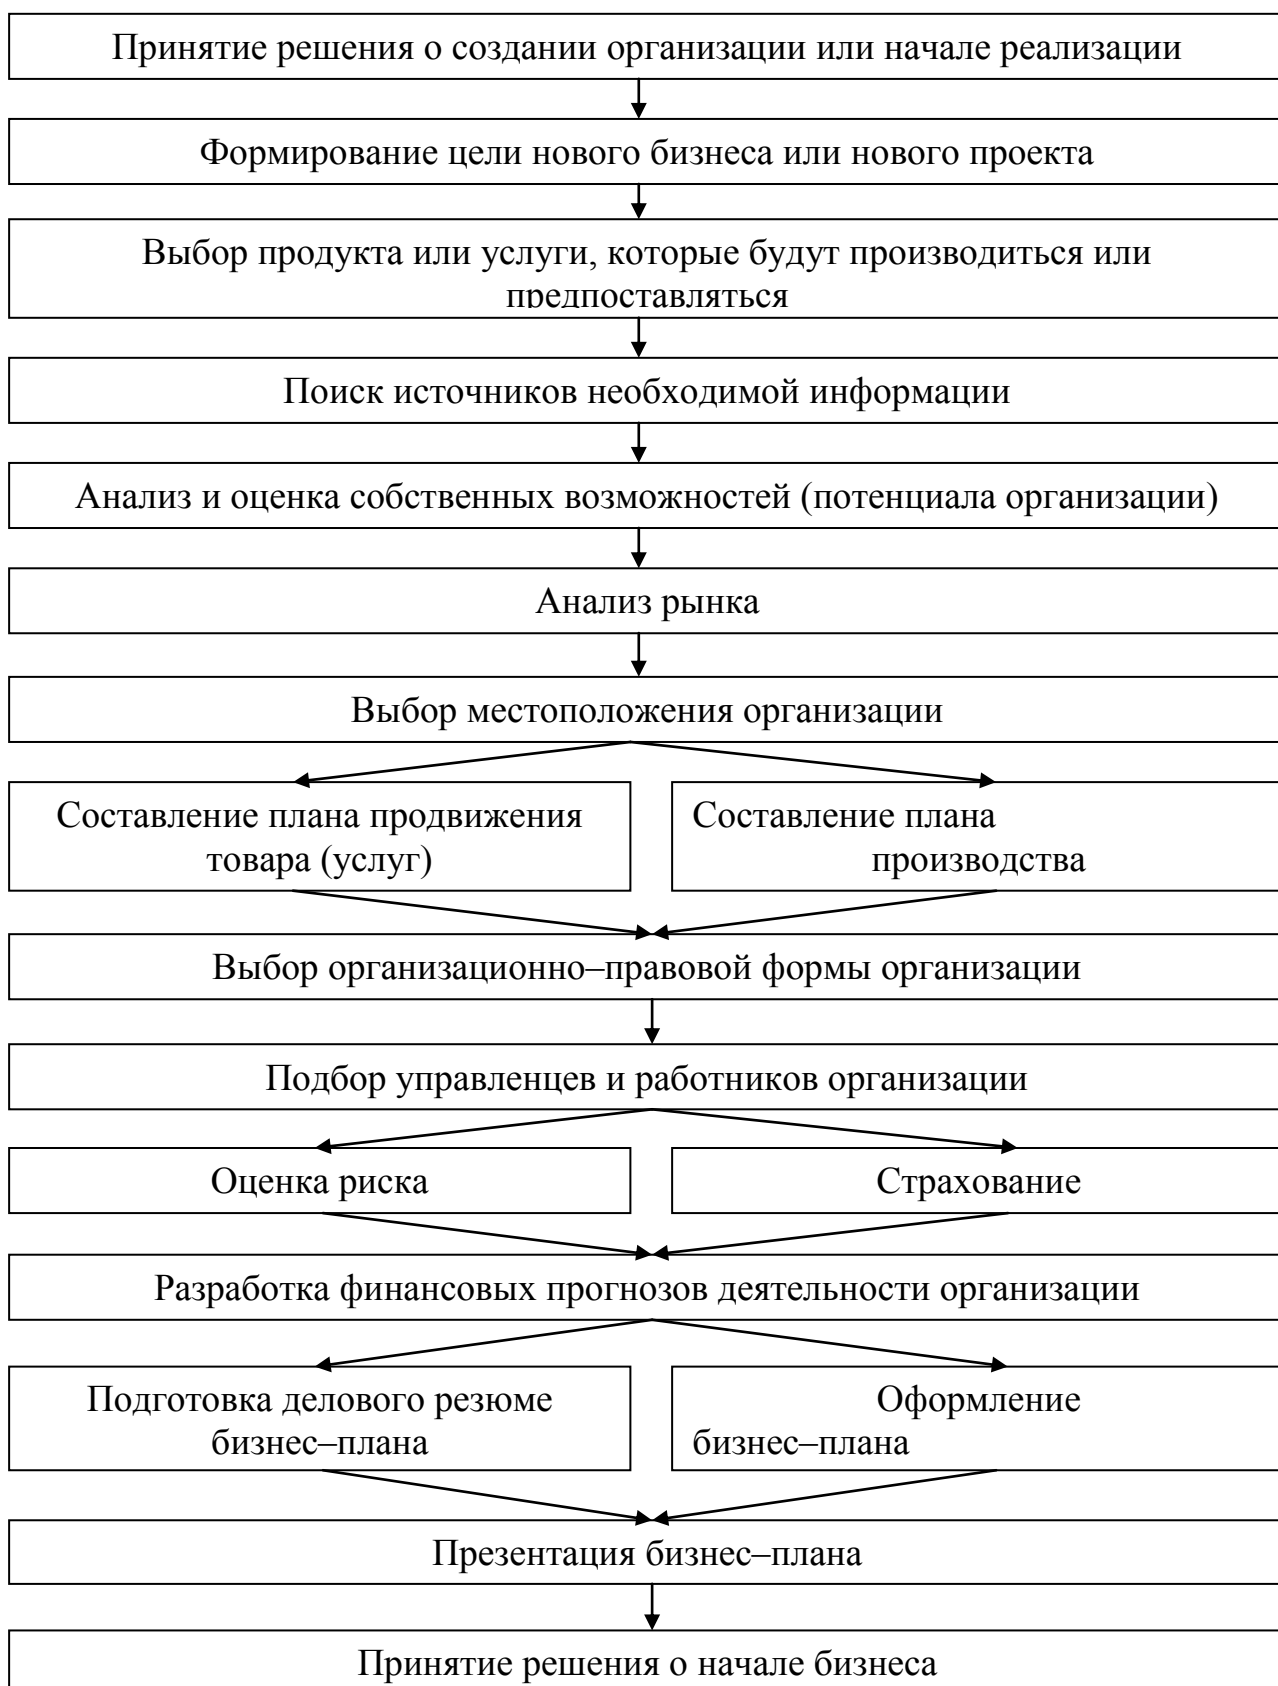 Принятие решения о создании организации или начале реализации
Формирование цели нового бизнеса или нового проекта
Выбор продукта или услуги, которые будут производиться или
предпоставляться
Поиск источников необходимой информации
Анализ и оценка собственных возможностей (потенциала организации)
Анализ рынка
Выбор местоположения организации
Составление плана продвижения
товара (услуг)
Составление плана
производства
Выбор организационно–правовой формы организации
Подбор управленцев и работников организации
Оценка риска
Страхование
Разработка финансовых прогнозов деятельности организации
Подготовка делового резюме
бизнес–плана
Оформление
бизнес–плана
Презентация бизнес–плана
Принятие решения о начале бизнеса